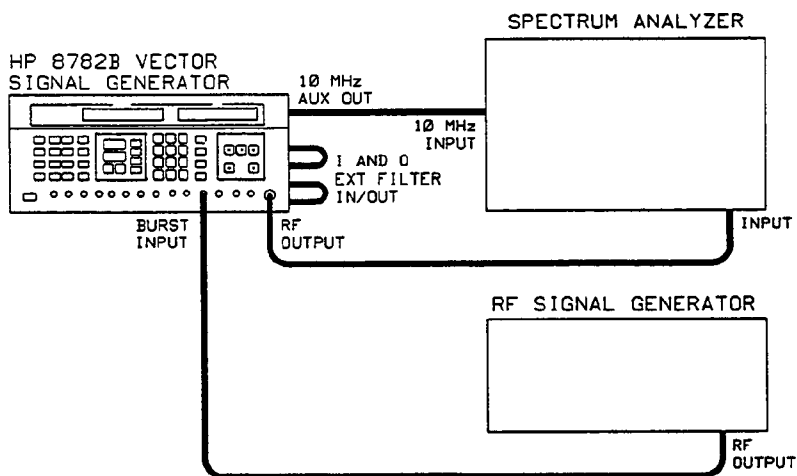 SPECTRUM ANALYZER
HP 8782B VECTOR
SIGNAL GENERATOR
10 MHz
AUX OUT
10 MHz
INPUT
I AND Q
EXT FILTER
IN/OUT
BURST
INPUT
RF
OUTPUT
INPUT
RF SIGNAL GENERATOR
RF
OUTPUT